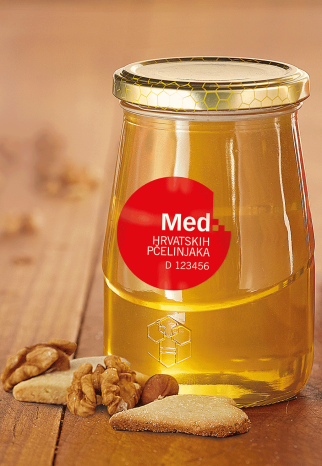 Med
HRVATSKIH
PČELINJAKA
D 123456